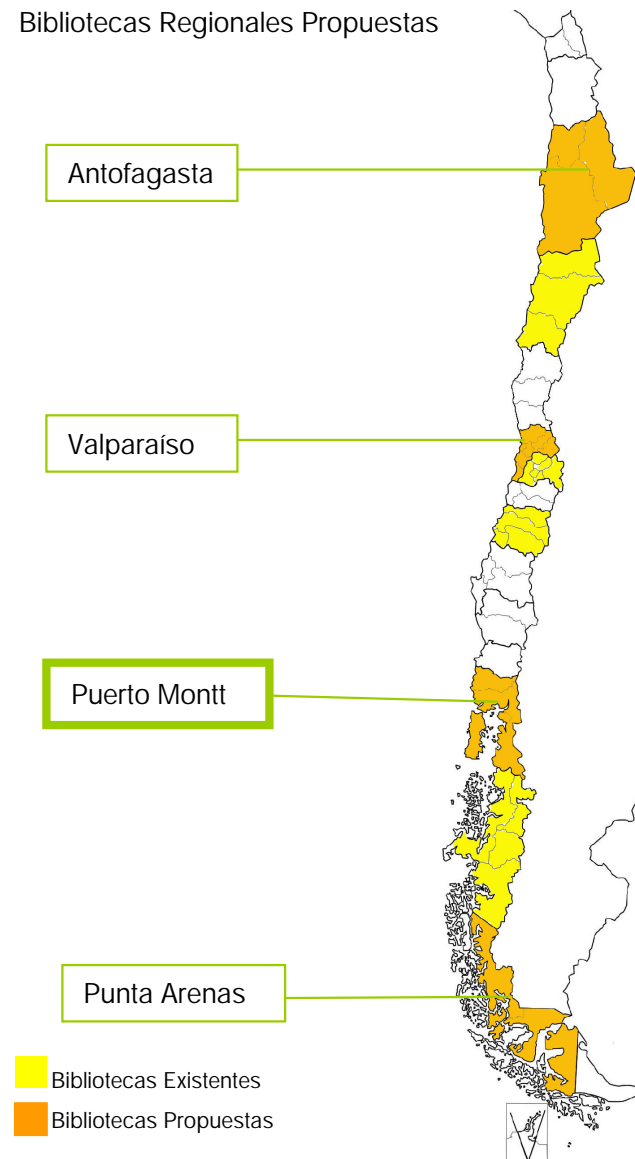 Bibliotecas Regionales Propuestas
Antofagasta
Valparaíso
Puerto Montt
Punta Arenas
Bibliotecas Existentes
Bibliotecas Propuestas